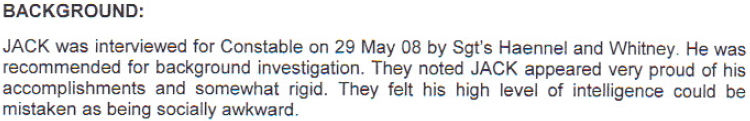 BACKGROUND:
JACK was interviewed for Constable on 29 May 08 by Sgt's Haennel and Whitney. He was
recommended for background investigation. They noted JACK appeared very proud of his
accomplishments and somewhat rigid. They felt his high level of intelligence could be
mistaken as being socially awkward.